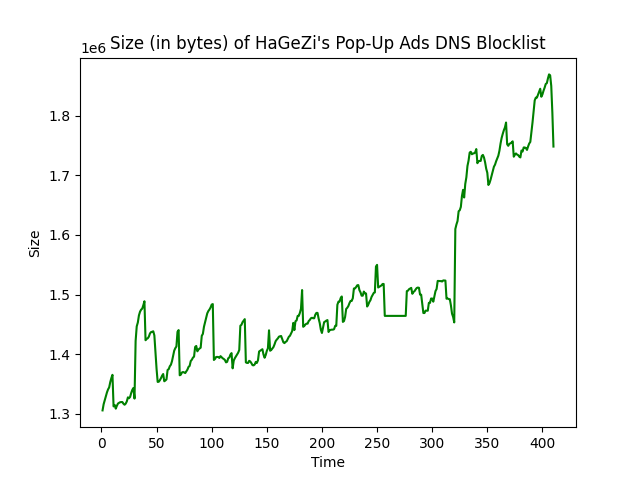 Size (in bytes) of HaGeZi's Pop-Up Ads DNS Blocklist
1e6
1.8
1.7
1.6
1.5
1.4
1.3
Size
0 50 100 150 200 250 300 350 400
Time